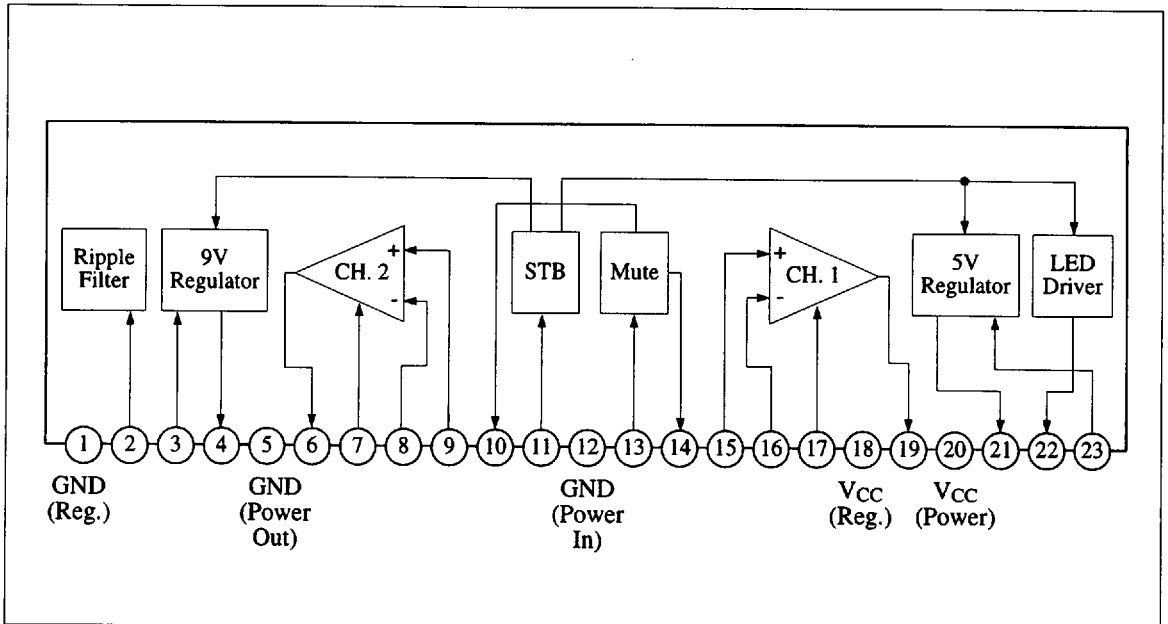 Ripple
Filter
9V
Regulator
+
CH. 2
-
STB
Mute
+
CH. 1
-
5V
Regulator
LED
Driver
1 2 3 4 5 6 7 8 9 10 11 12 13 14 15 16 17 18 19 20 21 22 23
GND
(Reg.)
GND
(Power
Out)
GND
(Power
In)
VCC
(Reg.)
VCC
(Power)